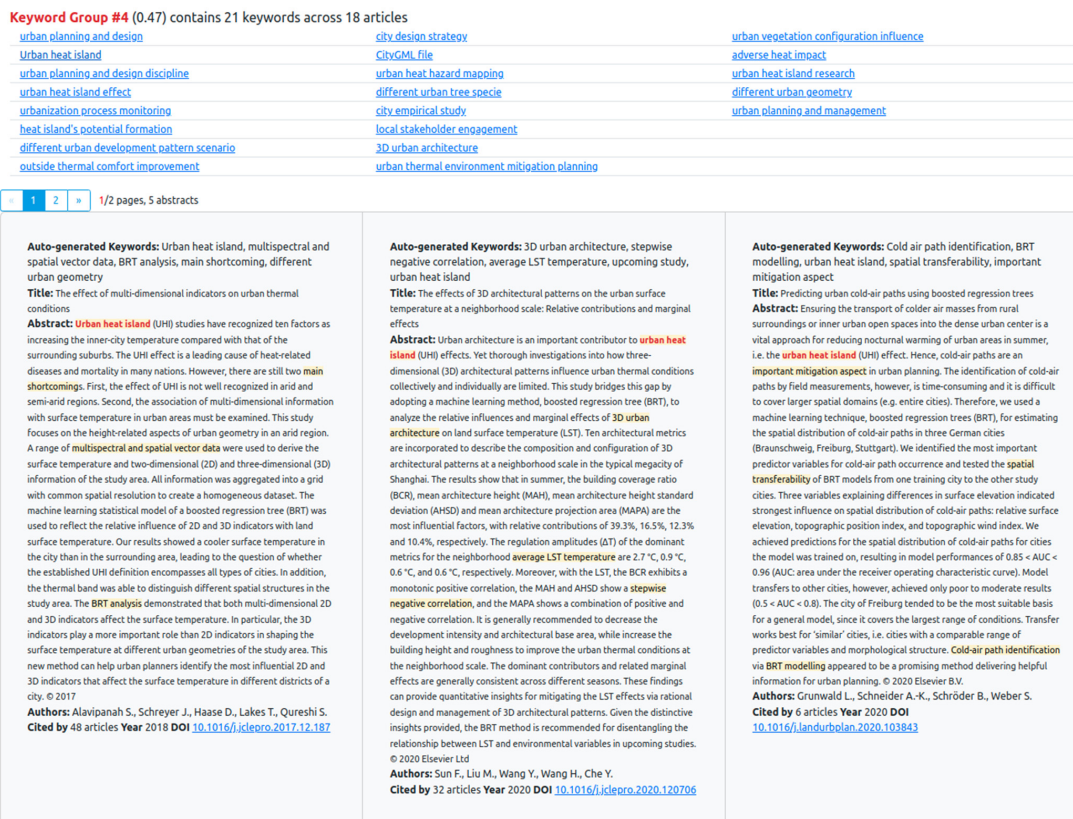 Keyword Group #4 (0.47) contains 21 keywords across 18 articles
urban planning and design
Urban heat island
urban planning and design discipline
urban heat island effect
urbanization process monitoring
heat island's potential formation
different urban development pattern scenario
outside thermal comfort improvement
city design strategy
CityGML file
urban heat hazard mapping
different urban tree specie
city empirical study
local stakeholder engagement
3D urban architecture
urban thermal environment mitigation planning
urban vegetation configuration influence
adverse heat impact
urban heat island research
different urban geometry
urban planning and management
« 1 2 » 1/2 pages, 5 abstracts
Auto-generated Keywords: Urban heat island, multispectral and
spatial vector data, BRT analysis, main shortcoming, different
urban geometry
Title: The effect of multi-dimensional indicators on urban thermal
conditions
Abstract: Urban heat island (UHI) studies have recognized ten factors as
increasing the inner-city temperature compared with that of the
surrounding suburbs. The UHI effect is a leading cause of heat-related
diseases and mortality in many nations. However, there are still two main
shortcomings. First, the effect of UHI is not well recognized in arid and
semi-arid regions. Second, the association of multi-dimensional information
with surface temperature in urban areas must be examined. This study
focuses on the height-related aspects of urban geometry in an arid region.
A range of multispectral and spatial vector data were used to derive the
surface temperature and two-dimensional (2D) and three-dimensional (3D)
information of the study area. All information was aggregated into a grid
with common spatial resolution to create a homogeneous dataset. The
machine learning statistical model of a boosted regression tree (BRT) was
used to reflect the relative influence of 2D and 3D indicators with land
surface temperature. Our results showed a cooler surface temperature in
the city than in the surrounding area, leading to the question of whether
the established UHI definition encompasses all types of cities. In addition,
the thermal band was able to distinguish different spatial structures in the
study area. The BRT analysis demonstrated that both multi-dimensional 2D
and 3D indicators affect the surface temperature. In particular, the 3D
indicators play a more important role than 2D indicators in shaping the
surface temperature at different urban geometries of the study area. This
new method can help urban planners identify the most influential 2D and
3D indicators that affect the surface temperature in different districts of a
city. © 2017
Authors: Alavipanah S., Schreyer J., Haase D., Lakes T., Qureshi S.
Cited by 48 articles Year 2018 DOI 10.1016/j.jclepro.2017.12.187
Auto-generated Keywords: 3D urban architecture, stepwise
negative correlation, average LST temperature, upcoming study,
urban heat island
Title: The effects of 3D architectural patterns on the urban surface
temperature at a neighborhood scale: Relative contributions and marginal
effects
Abstract: Urban architecture is an important contributor to urban heat
island (UHI) effects. Yet thorough investigations into how three-
dimensional (3D) architectural patterns influence urban thermal conditions
collectively and individually are limited. This study bridges this gap by
adopting a machine learning method, boosted regression tree (BRT), to
analyze the relative influences and marginal effects of 3D urban
architecture on land surface temperature (LST). Ten architectural metrics
are incorporated to describe the composition and configuration of 3D
architectural patterns at a neighborhood scale in the typical megacity of
Shanghai. The results show that in summer, the building coverage ratio
(BCR), mean architecture height (MAH), mean architecture height standard
deviation (AHSD) and mean architecture projection area (MAPA) are the
most influential factors, with relative contributions of 39.3%, 16.5%, 12.3%
and 10.4%, respectively. The regulation amplitudes (ΔT) of the dominant
metrics for the neighborhood average LST temperature are 2.7 °C, 0.9 °C,
0.6 °C, and 0.6 °C, respectively. Moreover, with the LST, the BCR exhibits a
monotonic positive correlation, the MAH and AHSD show a stepwise
negative correlation, and the MAPA shows a combination of positive and
negative correlation. It is generally recommended to decrease the
development intensity and architectural base area, while increase the
building height and roughness to improve the urban thermal conditions at
the neighborhood scale. The dominant contributors and related marginal
effects are generally consistent across different seasons. These findings
can provide quantitative insights for mitigating the LST effects via rational
design and management of 3D architectural patterns. Given the distinctive
insights provided, the BRT method is recommended for disentangling the
relationship between LST and environmental variables in upcoming studies.
© 2020 Elsevier Ltd
Authors: Sun F., Liu M., Wang Y., Wang H., Che Y.
Cited by 32 articles Year 2020 DOI 10.1016/j.jclepro.2020.120706
Auto-generated Keywords: Cold air path identification, BRT
modelling, urban heat island, spatial transferability, important
mitigation aspect
Title: Predicting urban cold-air paths using boosted regression trees
Abstract: Ensuring the transport of colder air masses from rural
surroundings or inner urban open spaces into the dense urban center is a
vital approach for reducing nocturnal warming of urban areas in summer,
i.e. the urban heat island (UHI) effect. Hence, cold-air paths are an
important mitigation aspect in urban planning. The identification of cold-air
paths by field measurements, however, is time-consuming and it is difficult
to cover larger spatial domains (e.g. entire cities). Therefore, we used a
machine learning technique, boosted regression trees (BRT), for estimating
the spatial distribution of cold-air paths in three German cities
(Braunschweig, Freiburg, Stuttgart). We identified the most important
predictor variables for cold-air path occurrence and tested the spatial
transferability of BRT models from one training city to the other study
cities. Three variables explaining differences in surface elevation indicated
strongest influence on spatial distribution of cold-air paths: relative surface
elevation, topographic position index, and topographic wind index. We
achieved predictions for the spatial distribution of cold-air paths for cities
the model was trained on, resulting in model performances of 0.85 < AUC <
0.96 (AUC: area under the receiver operating characteristic curve). Model
transfers to other cities, however, achieved only poor to moderate results
(0.5 < AUC < 0.8). The city of Freiburg tended to be the most suitable basis
for a general model, since it covers the largest range of conditions. Transfer
works best for 'similar' cities, i.e. cities with a comparable range of
predictor variables and morphological structure. Cold-air path identification
via BRT modelling appeared to be a promising method delivering helpful
information for urban planning. © 2020 Elsevier B.V.
Authors: Grunwald L., Schneider A.-K., Schröder B., Weber S.
Cited by 6 articles Year 2020 DOI
10.1016/j.landurbplan.2020.103843